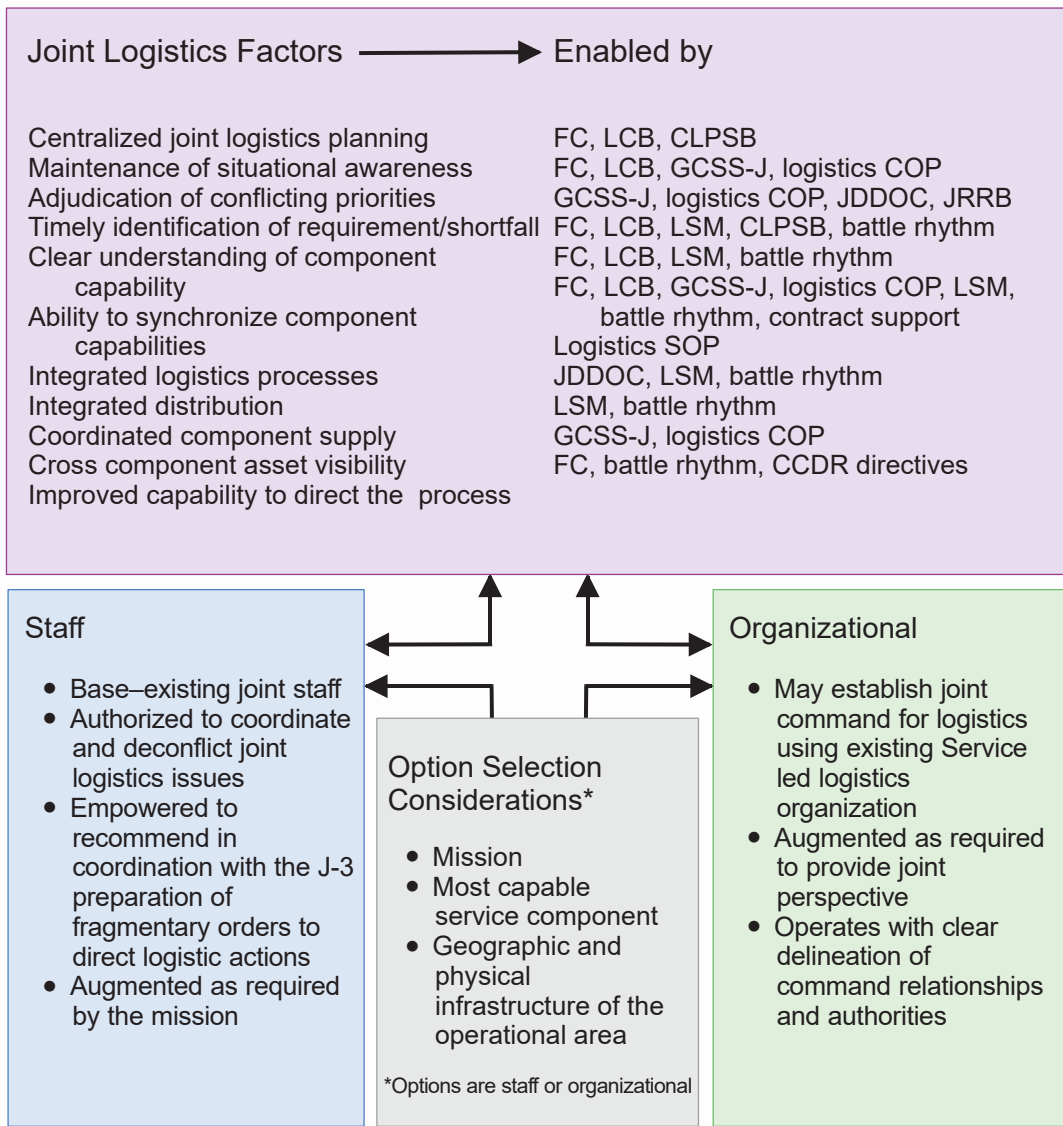 Joint Logistics Factors
Enabled by
Centralized joint logistics planning
Maintenance of situational awareness
Adjudication of conflicting priorities
Timely identification of requirement/shortfall
Clear understanding of component
capability
Ability to synchronize component
capabilities
Integrated logistics processes
Integrated distribution
Coordinated component supply
Cross component asset visibility
Improved capability to direct the process
FC, LCB, CLPSB
FC, LCB, GCSS-J, logistics COP
GCSS-J, logistics COP, JDDOC, JRRB
FC, LCB, LSM, CLPSB, battle rhythm
FC, LCB, LSM, battle rhythm
FC, LCB, GCSS-J, logistics COP, LSM,
battle rhythm, contract support
Logistics SOP
JDDOC, LSM, battle rhythm
LSM, battle rhythm
GCSS-J, logistics COP
FC, battle rhythm, CCDR directives
Staff
• Base–existing joint staff
• Authorized to coordinate
and deconflict joint
logistics issues
• Empowered to
recommend in
coordination with the J-3
preparation of
fragmentary orders to
direct logistic actions
• Augmented as required
by the mission
Option Selection
Considerations*
• Mission
• Most capable
service component
• Geographic and
physical
infrastructure of the
operational area
*Options are staff or organizational
Organizational
• May establish joint
command for logistics
using existing Service
led logistics
organization
• Augmented as required
to provide joint
perspective
• Operates with clear
delineation of
command relationships
and authorities